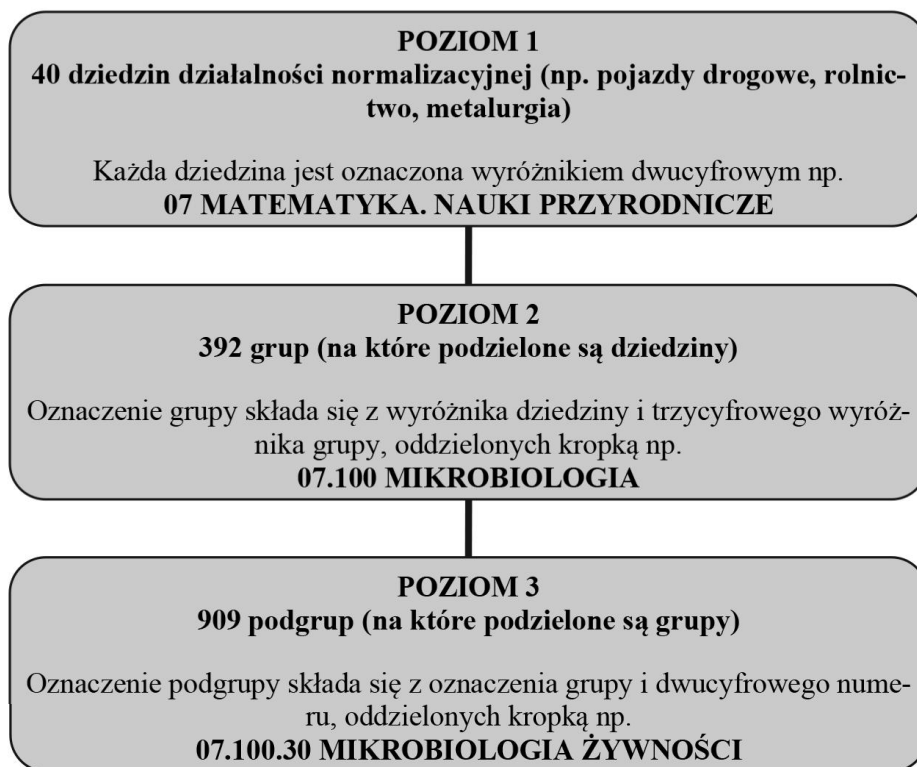 POZIOM 1
40 dziedzin działalności normalizacyjnej (np. pojazdy drogowe, rolnic-
two, metalurgia)
Każda dziedzina jest oznaczona wyróżnikiem dwucyfrowym np.
07 MATEMATYKA. NAUKI PRZYRODNICZE
POZIOM 2
392 grup (na które podzielone są dziedziny)
Oznaczenie grupy składa się z wyróżnika dziedziny i trzycyfrowego wyróż-
nika grupy, oddzielonych kropką np.
07.100 MIKROBIOLOGIA
POZIOM 3
909 podgrup (na które podzielone są grupy)
Oznaczenie podgrupy składa się z oznaczenia grupy i dwucyfrowego nume-
ru, oddzielonych kropką np.
07.100.30 MIKROBIOLOGIA ŻYWNOŚCI